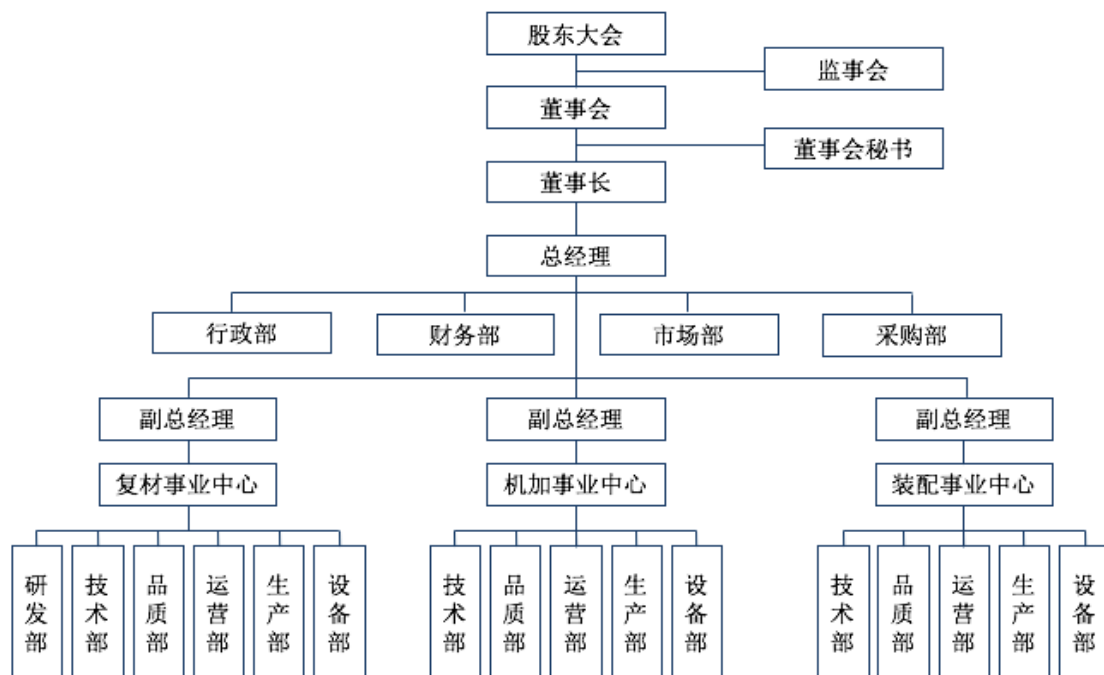 股东大会
监事会
董事会
董事会秘书
董事长
总经理
行政部
财务部
市场部
采购部
副总经理
副总经理
副总经理
复材事业中心
机加事业中心
装配事业中心
研发部
技术部
品质部
运营部
生产部
设备部
技术部
品质部
运营部
生产部
设备部
技术部
品质部
运营部
生产部
设备部